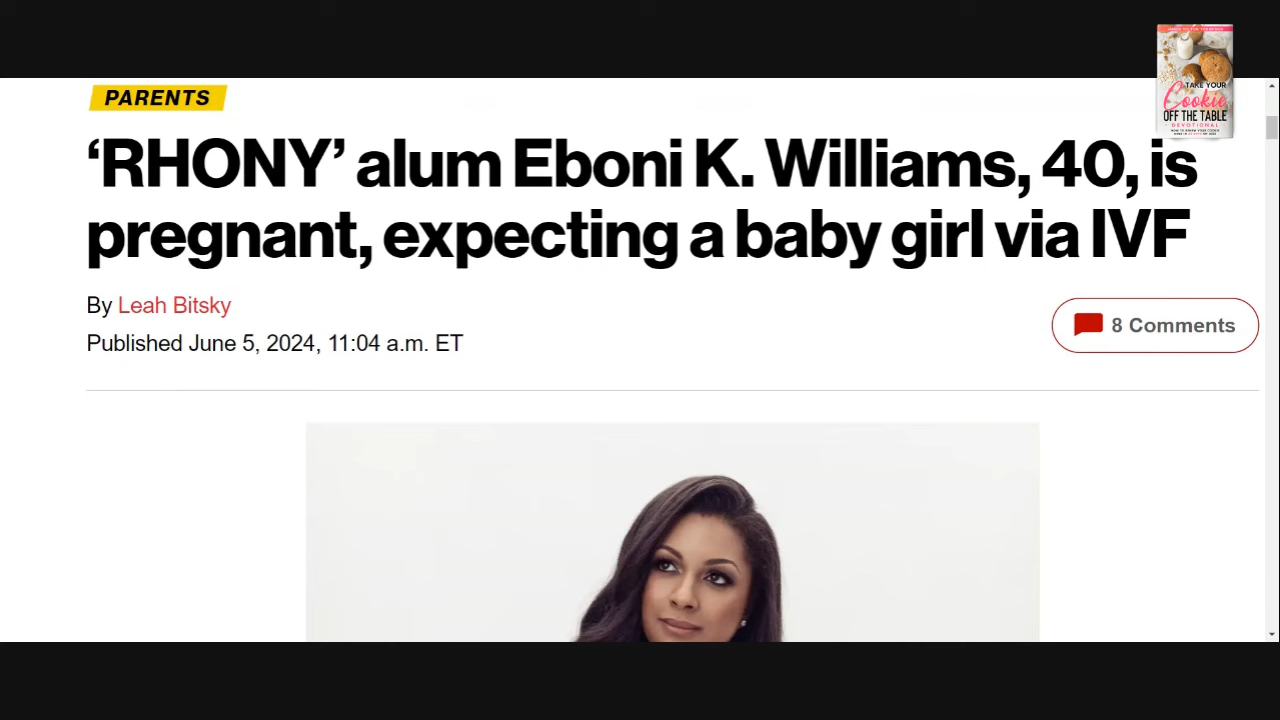 PARENTS
‘RHONY’ alum Eboni K. Williams, 40, is
pregnant, expecting a baby girl via IVF
By Leah Bitsky
Published June 5, 2024, 11:04 a.m. ET
8 Comments
TAKE YOUR
Cookie
OFF THE TABLE
DEVOTIONAL